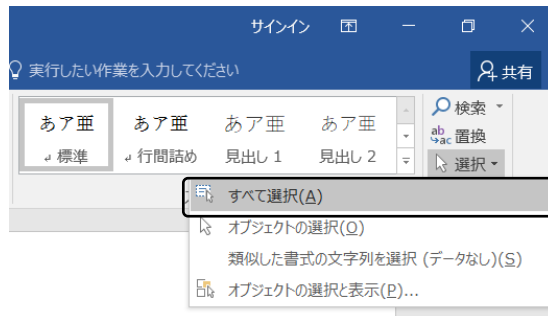 サインイン
実行したい作業を入力してください
共有
あア亜 あア亜 あア亜 あア亜
↲ 標準 ↲ 行間詰め 見出し 1 見出し 2
検索
ab
ac 置換
選択
すべて選択(A)
オブジェクトの選択(O)
類似した書式の文字列を選択 (データなし)(S)
オブジェクトの選択と表示(P)...